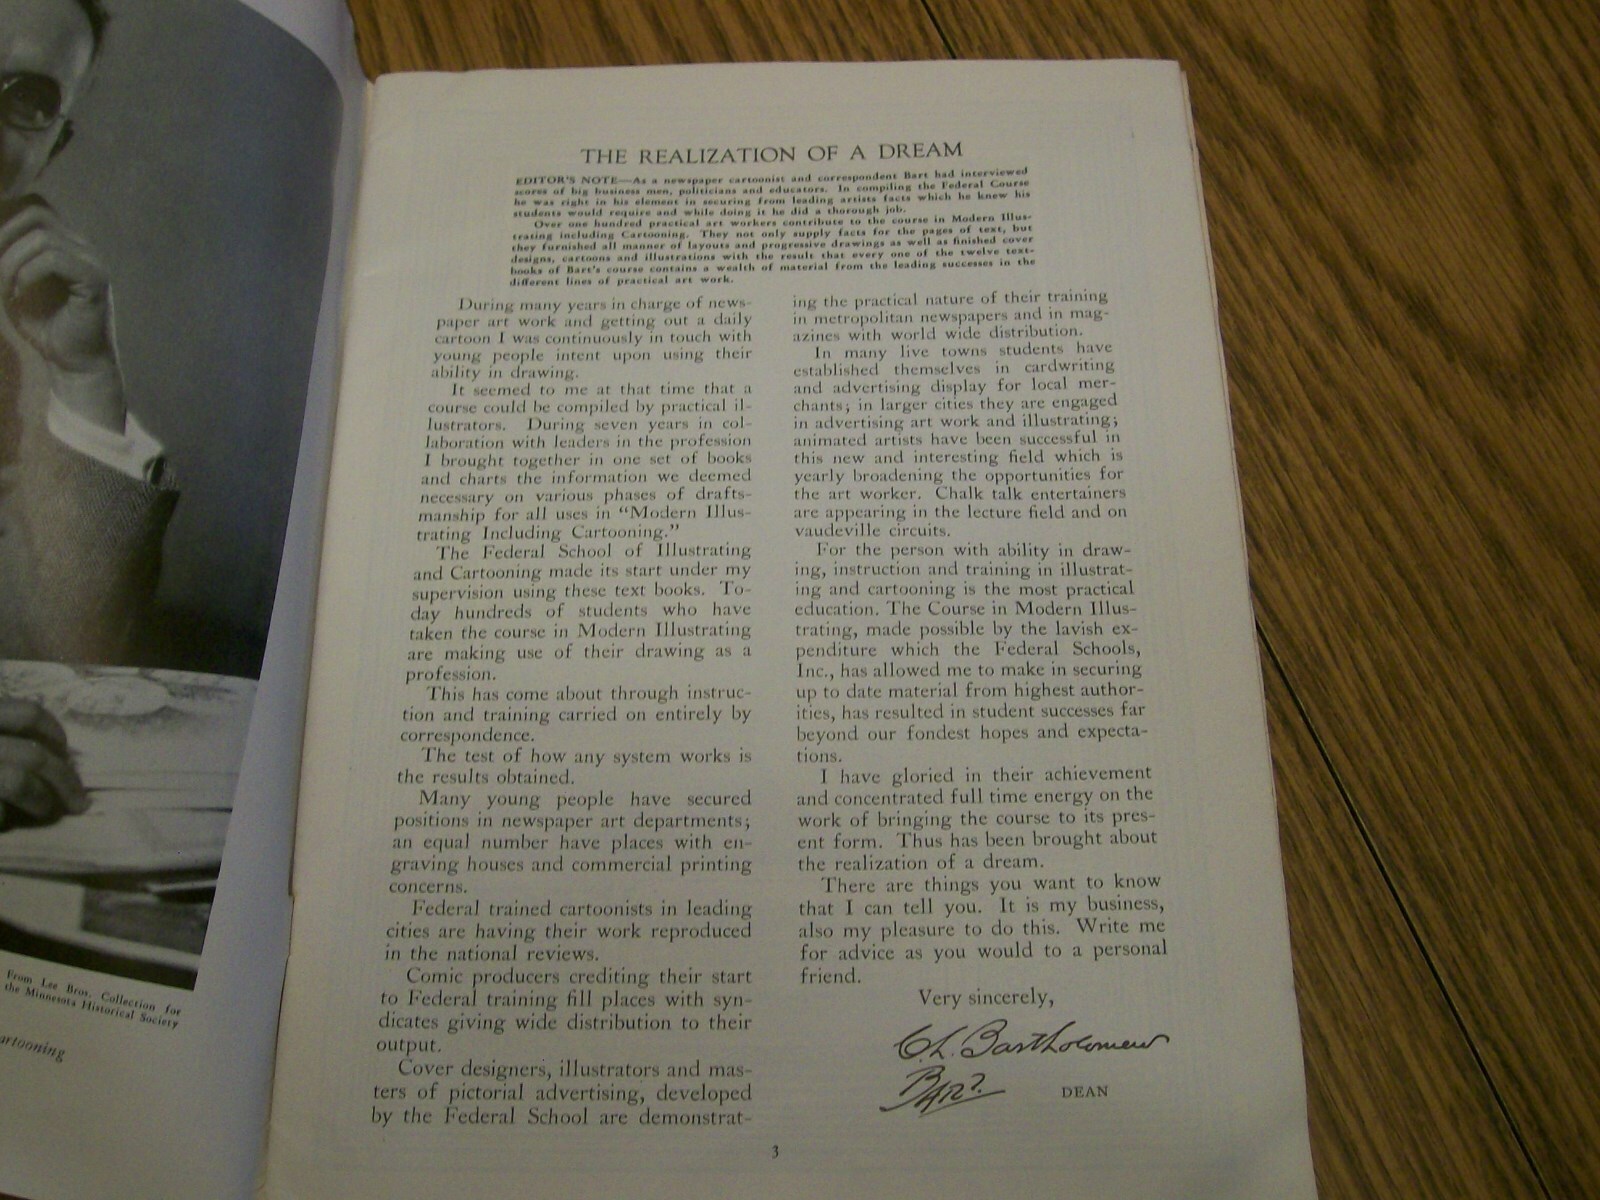 From Lee Bros. Collection for
the Minnesota Historical Society
artooning
THE REALIZATION OF A DREAM
EDITOR'S NOTE—As a newspaper cartoonist and correspondent Bart had interviewed
scores of big business men, politicians and educators. In compiling the Federal Course
he was right in his element in securing from leading artists facts which he knew his
students would require and while doing it he did a thorough job.
Over one hundred practical art workers contribute to the course in Modern Illus-
trating including Cartooning. They not only supply facts for the pages of text, but
they furnished all manner of layouts and progressive drawings as well as finished cover
designs, cartoons and illustrations with the result that every one of the twelve text-
books of Bart's course contains a wealth of material from the leading successes in the
different lines of practical art work.
During many years in charge of news-
paper art work and getting out a daily
cartoon I was continuously in touch with
young people intent upon using their
ability in drawing.
It seemed to me at that time that a
course could be compiled by practical il-
lustrators. During seven years in col-
laboration with leaders in the profession
I brought together in one set of books
and charts the information we deemed
necessary on various phases of drafts-
manship for all uses in "Modern Illus-
trating Including Cartooning."
The Federal School of Illustrating
and Cartooning made its start under my
supervision using these text books. To-
day hundreds of students who have
taken the course in Modern Illustrating
are making use of their drawing as a
profession.
This has come about through instruc-
tion and training carried on entirely by
correspondence.
The test of how any system works is
the results obtained.
Many young people have secured
positions in newspaper art departments;
an equal number have places with en-
graving houses and commercial printing
concerns.
Federal trained cartoonists in leading
cities are having their work reproduced
in the national reviews.
Comic producers crediting their start
to Federal training fill places with syn-
dicates giving wide distribution to their
output.
Cover designers, illustrators and mas-
ters of pictorial advertising, developed
by the Federal School are demonstrat-
ing the practical nature of their training
in metropolitan newspapers and in mag-
azines with world wide distribution.
In many live towns students have
established themselves in cardwriting
and advertising display for local mer-
chants; in larger cities they are engaged
in advertising art work and illustrating;
animated artists have been successful in
this new and interesting field which is
yearly broadening the opportunities for
the art worker. Chalk talk entertainers
are appearing in the lecture field and on
vaudeville circuits.
For the person with ability in draw-
ing, instruction and training in illustrat-
ing and cartooning is the most practical
education. The Course in Modern Illus-
trating, made possible by the lavish ex-
penditure which the Federal Schools,
Inc., has allowed me to make in securing
up to date material from highest author-
ities, has resulted in student successes far
beyond our fondest hopes and expecta-
tions.
I have gloried in their achievement
and concentrated full time energy on the
work of bringing the course to its pres-
ent form. Thus has been brought about
the realization of a dream.
There are things you want to know
that I can tell you. It is my business,
also my pleasure to do this. Write me
for advice as you would to a personal
friend.
Very sincerely,
C.L. Bartholomew
BART
DEAN
3